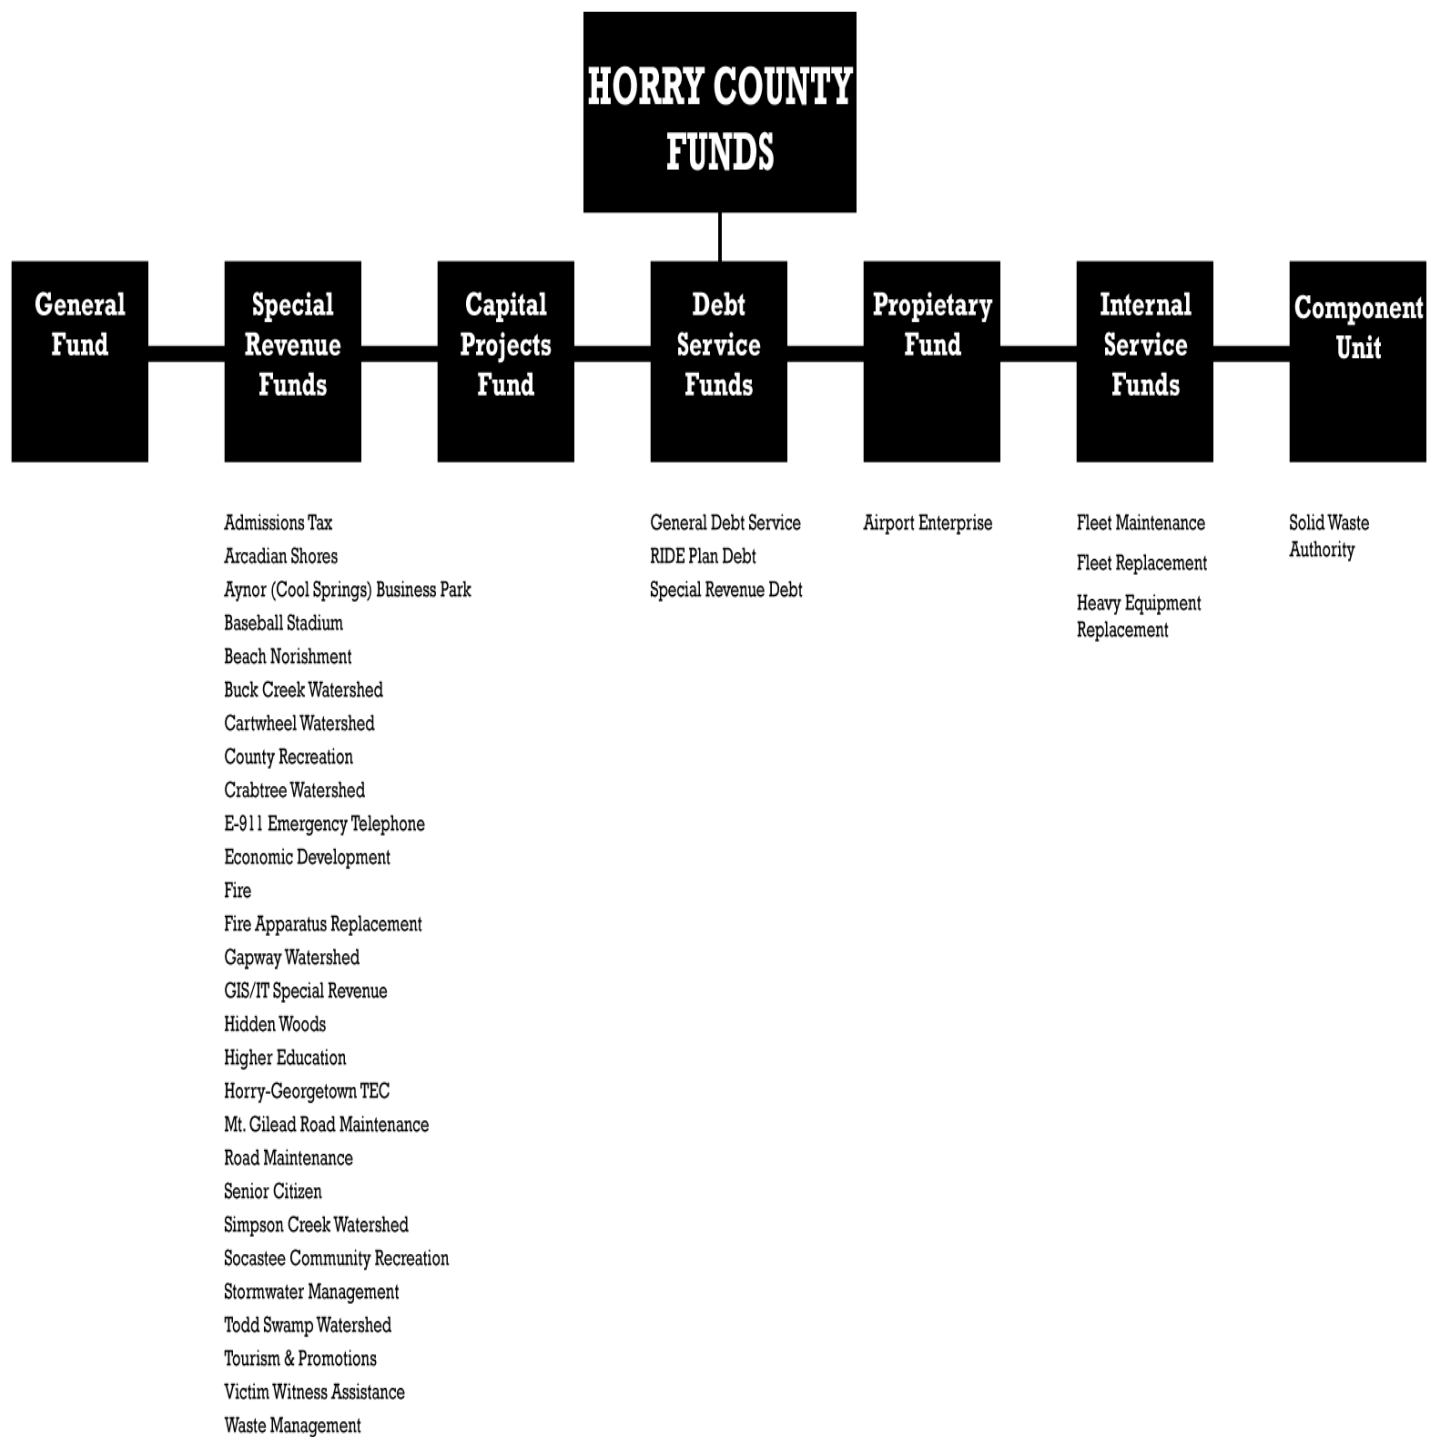 HORRY COUNTY
FUNDS
General
Fund
Special
Revenue
Funds
Capital
Projects
Fund
Debt
Service
Funds
Propietary
Fund
Internal
Service
Funds
Component
Unit
Admissions Tax
Arcadian Shores
Aynor (Cool Springs) Business Park
Baseball Stadium
Beach Norishment
Buck Creek Watershed
Cartwheel Watershed
County Recreation
Crabtree Watershed
E-911 Emergency Telephone
Economic Development
Fire
Fire Apparatus Replacement
Gapway Watershed
GIS/IT Special Revenue
Hidden Woods
Higher Education
Horry-Georgetown TEC
Mt. Gilead Road Maintenance
Road Maintenance
Senior Citizen
Simpson Creek Watershed
Socastee Community Recreation
Stormwater Management
Todd Swamp Watershed
Tourism & Promotions
Victim Witness Assistance
Waste Management
General Debt Service
RIDE Plan Debt
Special Revenue Debt
Airport Enterprise
Fleet Maintenance
Fleet Replacement
Heavy Equipment
Replacement
Solid Waste
Authority